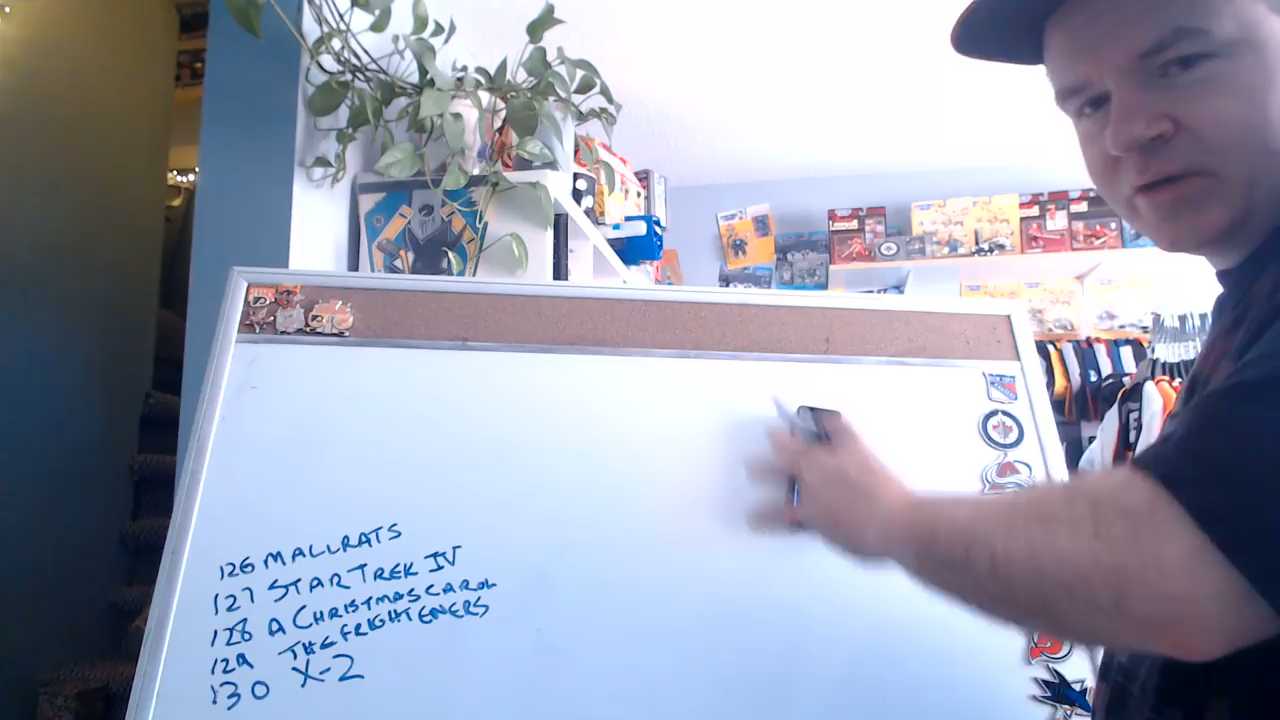 126 MALLRATS
127 STAR TREK IV
128 A CHRISTMAS CAROL
129 THE FRIGHTENERS
130 X-2